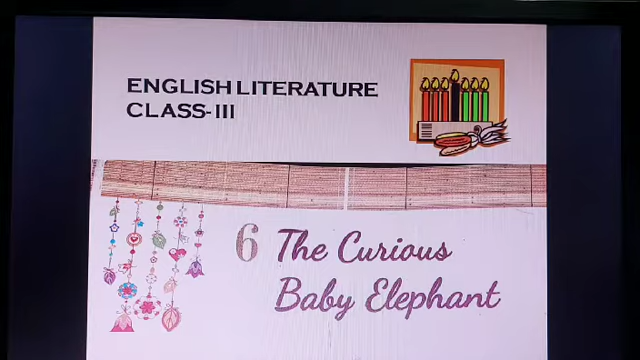 ENGLISH LITERATURE
CLASS-III
6 The Curious
Baby Elephant